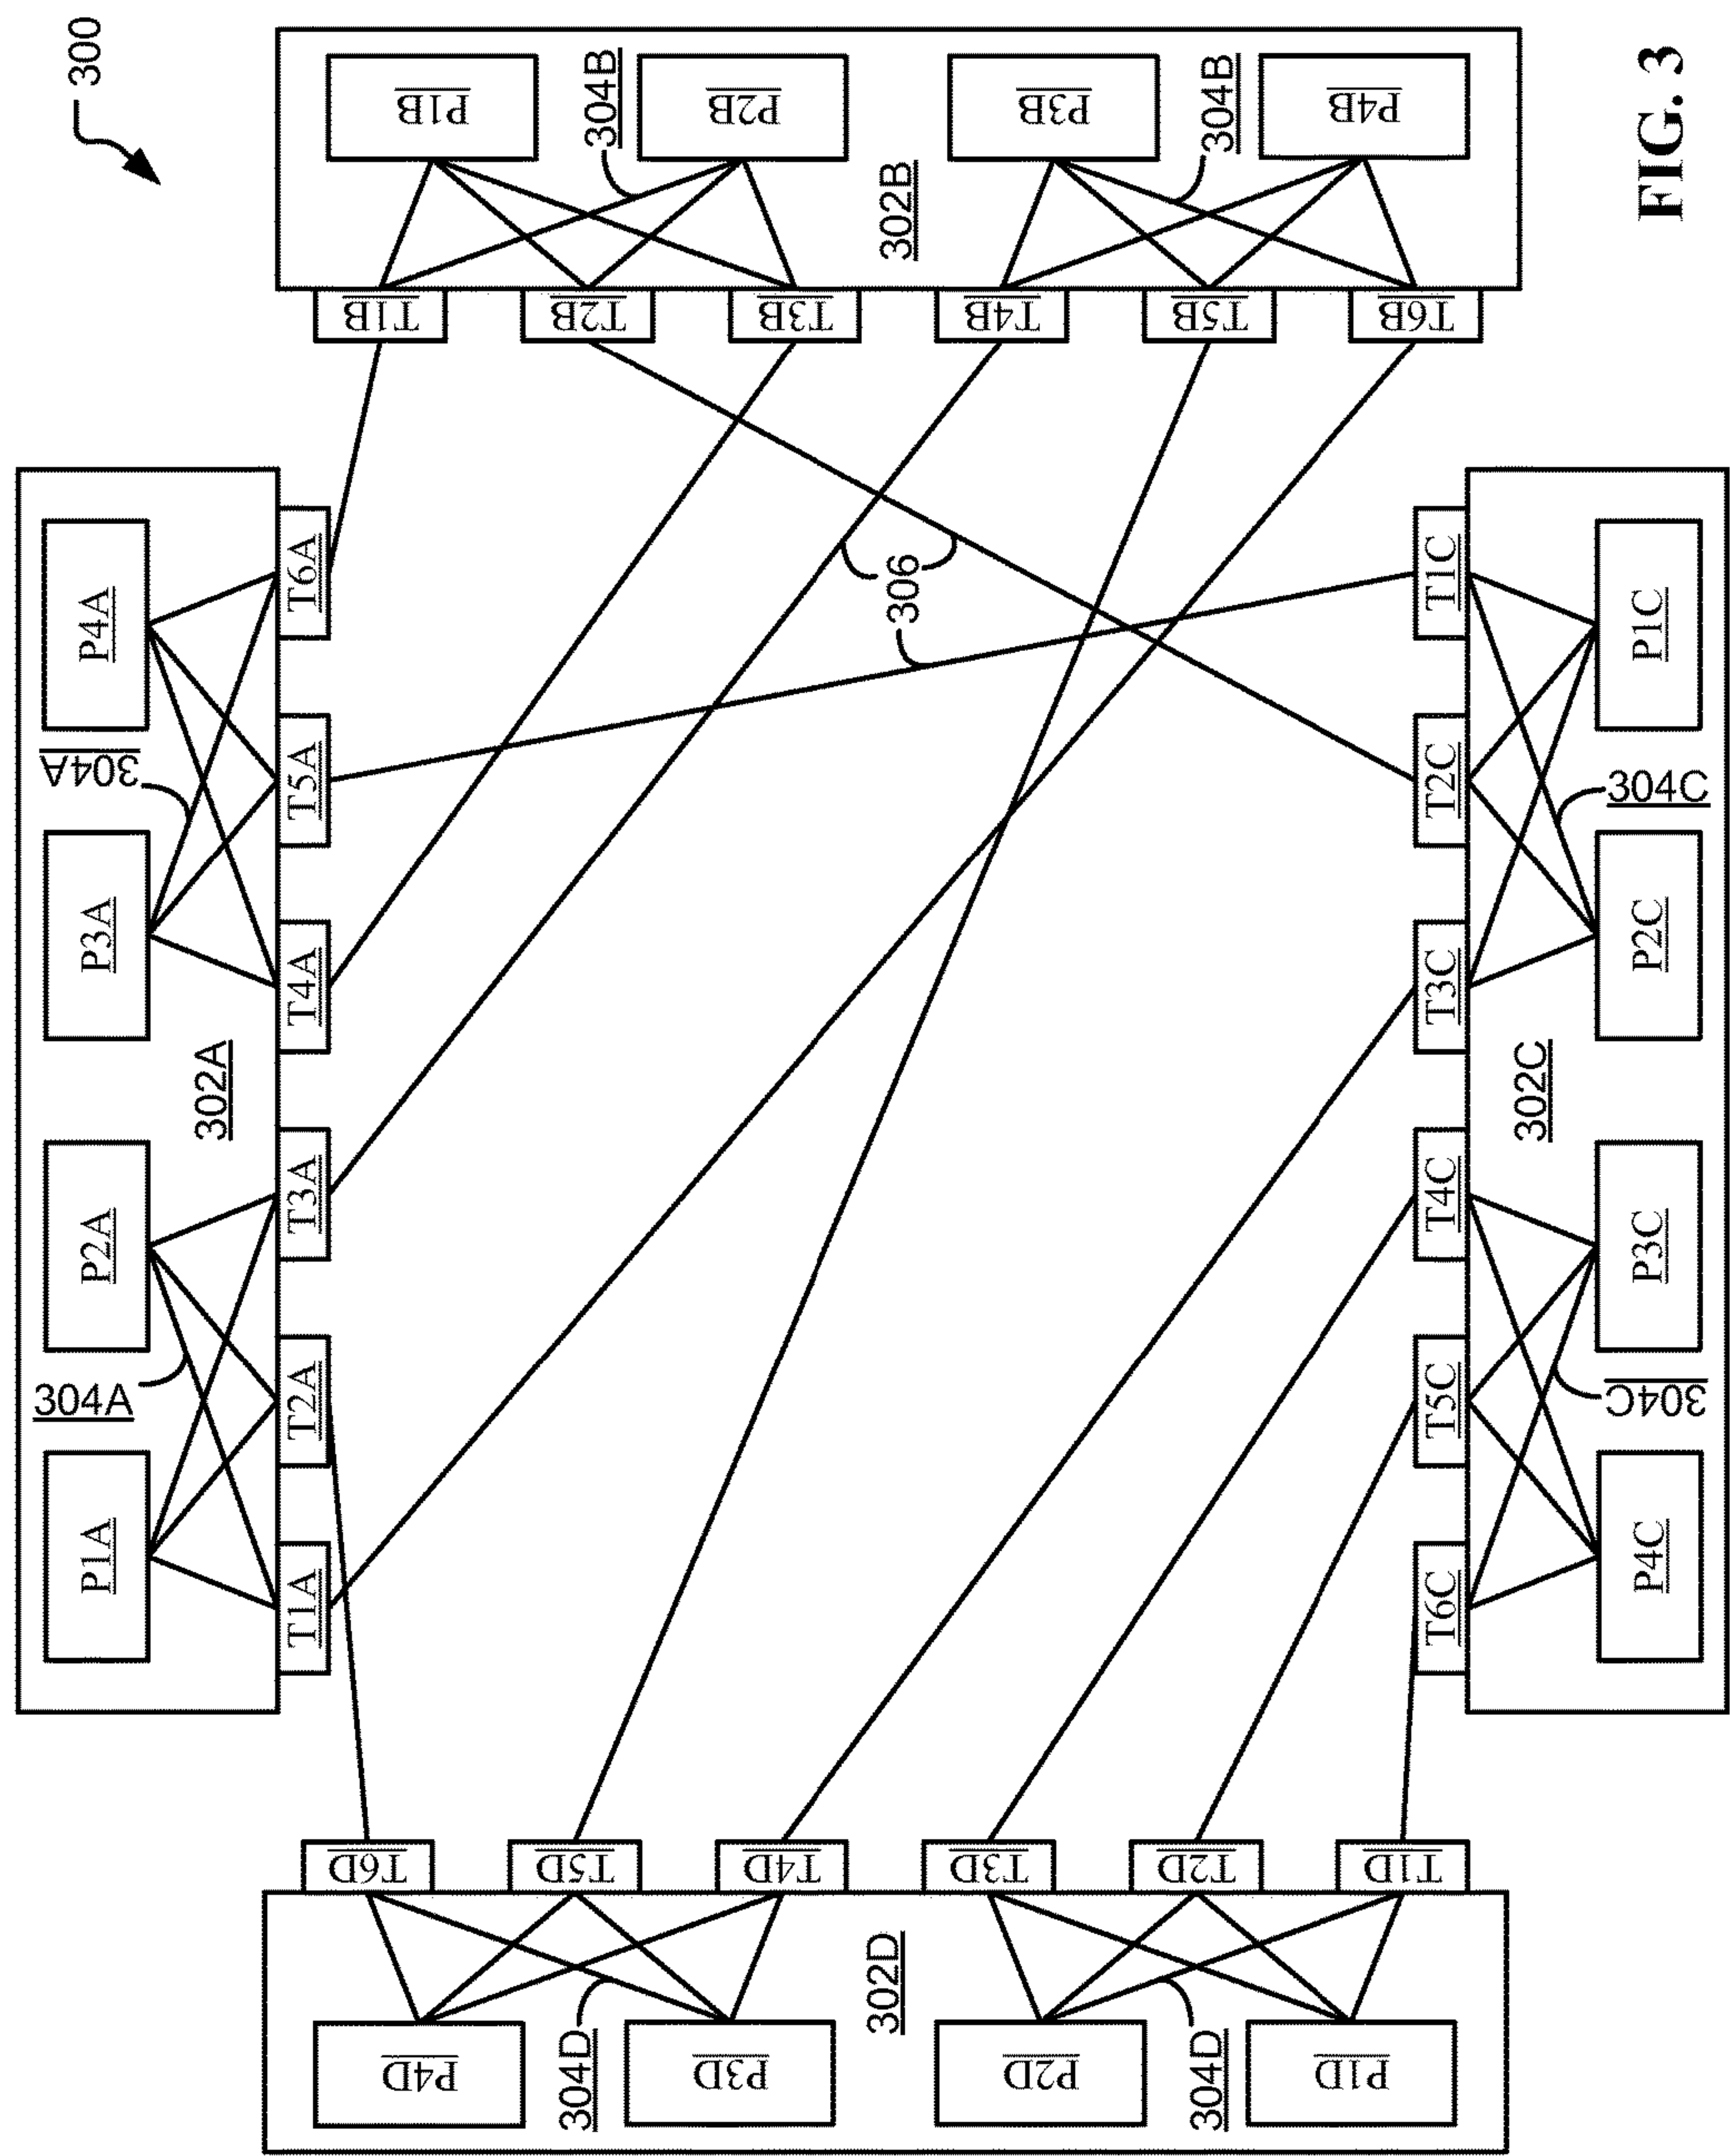 300
P1B
P2B
P3B
P4B
304B
304B
302B
T1B
T2B
T3B
T4B
T5B
T6B
P4A
P3A
P2A
P1A
304A
304A
302A
T6A
T5A
T4A
T3A
T2A
T1A
306
306
T1C
T2C
T3C
T4C
T5C
T6C
302C
304C
304C
P1C
P2C
P3C
P4C
T6D
T5D
T4D
T3D
T2D
T1D
302D
304D
304D
P4D
P3D
P2D
P1D
FIG. 3